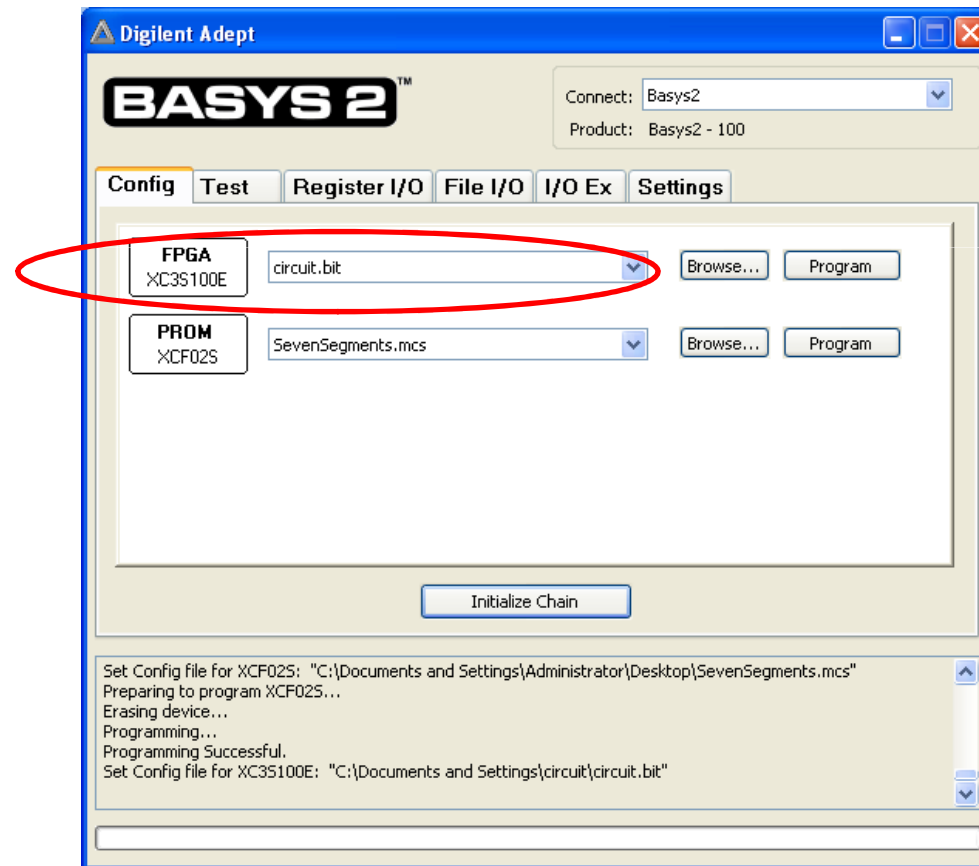 Digilent Adept
BASYS 2™
Connect: Basys2
Product: Basys2 - 100
Config Test Register I/O File I/O I/O Ex Settings
FPGA
XC3S100E
circuit.bit
Browse... Program
PROM
XCF02S
SevenSegments.mcs
Browse... Program
Initialize Chain
Set Config file for XCF02S: "C:\Documents and Settings\Administrator\Desktop\SevenSegments.mcs"
Preparing to program XCF02S...
Erasing device...
Programming...
Programming Successful.
Set Config file for XC3S100E: "C:\Documents and Settings\circuit\circuit.bit"